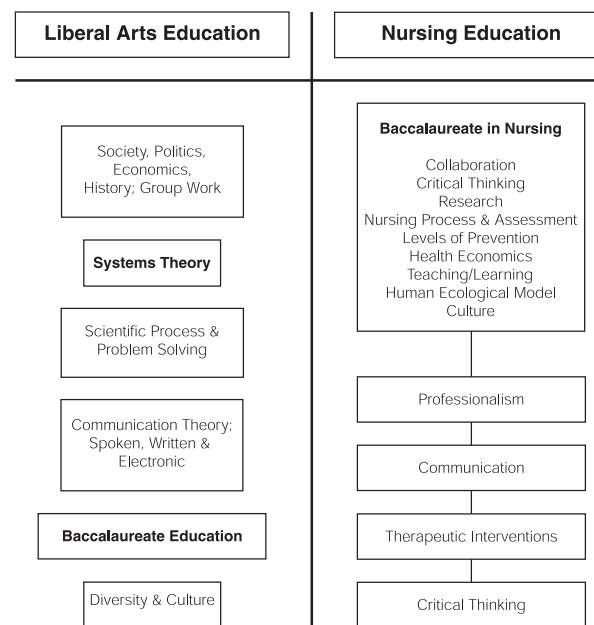 Liberal Arts Education
Society, Politics,
Economics,
History; Group Work
Systems Theory
Scientific Process &
Problem Solving
Communication Theory;
Spoken, Written &
Electronic
Baccalaureate Education
Diversity & Culture
Nursing Education
Baccalaureate in Nursing
Collaboration
Critical Thinking
Research
Nursing Process & Assessment
Levels of Prevention
Health Economics
Teaching/Learning
Human Ecological Model
Culture
Professionalism
Communication
Therapeutic Interventions
Critical Thinking